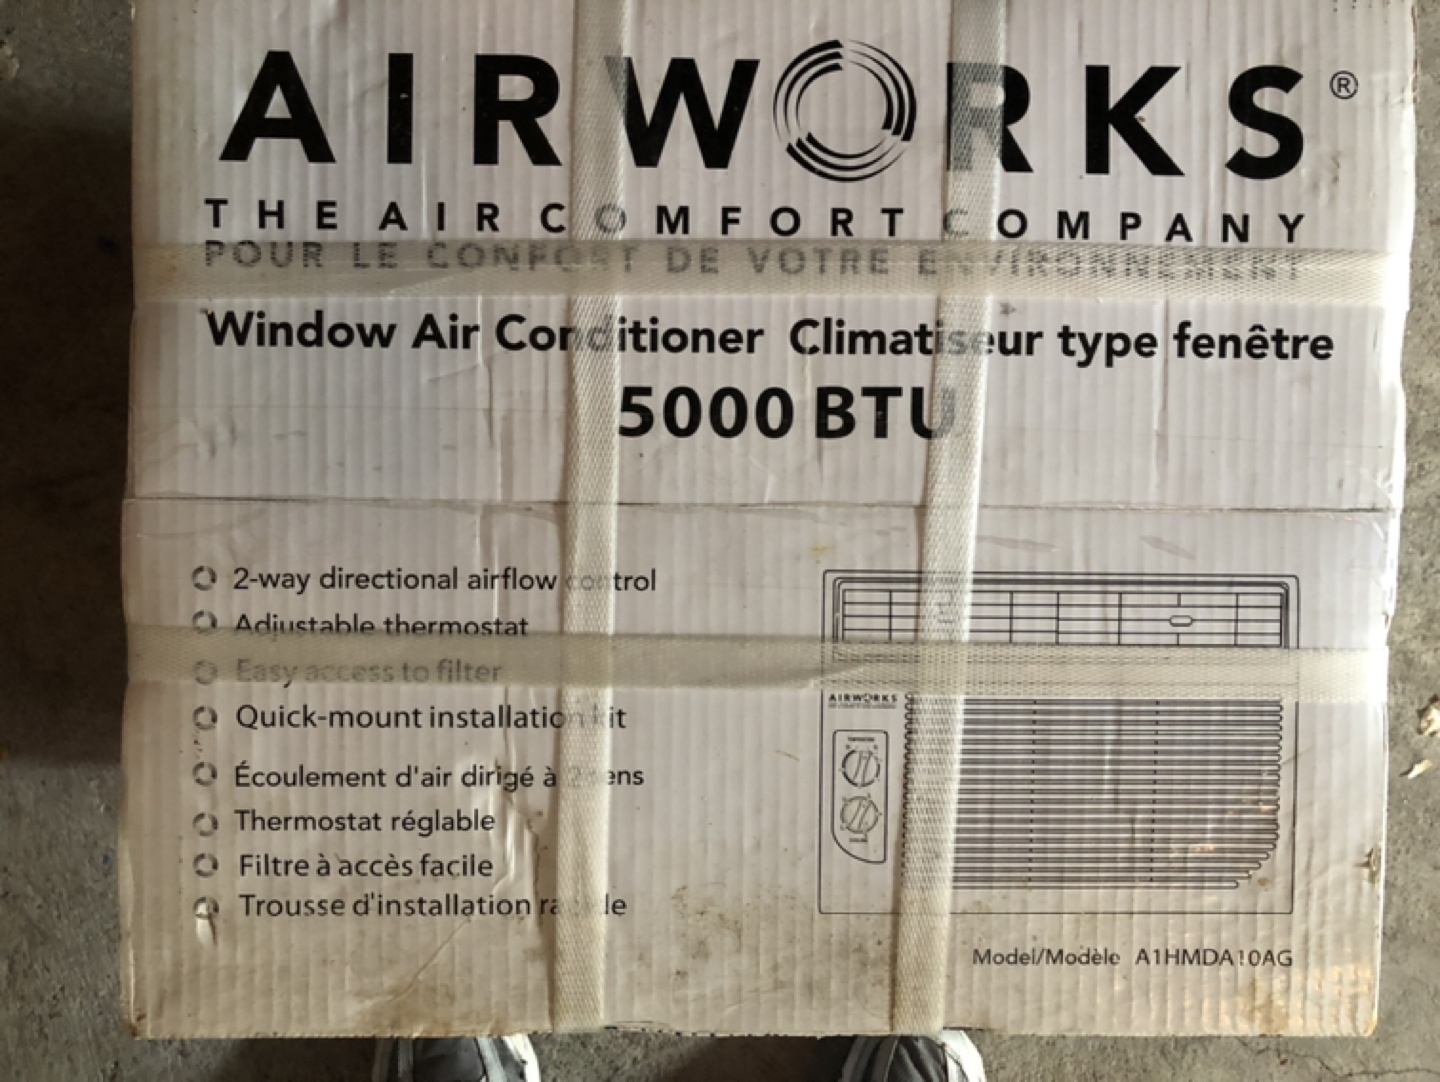 AIRWORKS®
THE AIR COMFORT COMPANY
POUR LE CONFORT DE VOTRE ENVIRONNEMENT
Window Air Conditioner Climatiseur type fenêtre
5000 BTU
2-way directional airflow control
Adjustable thermostat
Easy access to filter
Quick-mount installation kit
Écoulement d'air dirigé à 2 sens
Thermostat réglable
Filtre à accès facile
Trousse d'installation rapide
AIRWORKS
Model/Modèle A1HMDA10AG